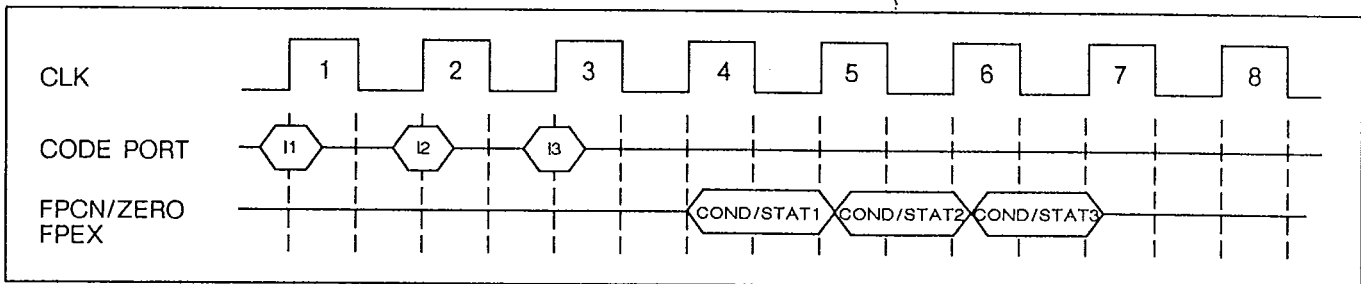 CLK 1 2 3 4 5 6 7 8
CODE PORT I1 I2 I3
FPCN/ZERO COND/STAT1 COND/STAT2 COND/STAT3
FPEX